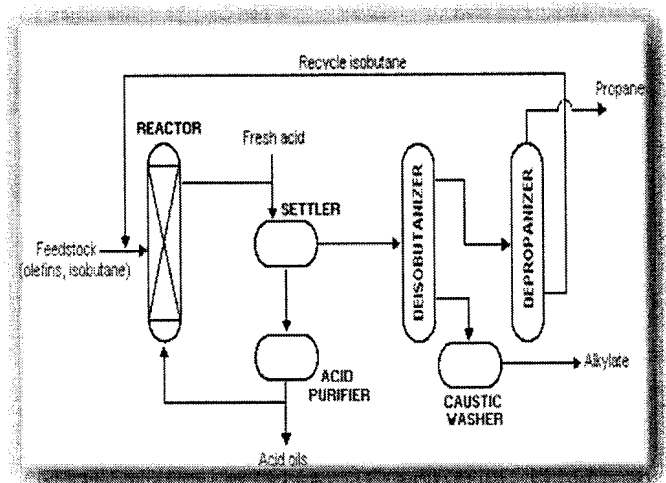 Recycle isobutane
Propane
REACTOR
Fresh acid
SETTLER
Feedstock
(olefins, isobutane)
DEISOBUTANIZER
DEPROPANIZER
ACID
PURIFIER
CAUSTIC
WASHER
Alkylate
Acid oils